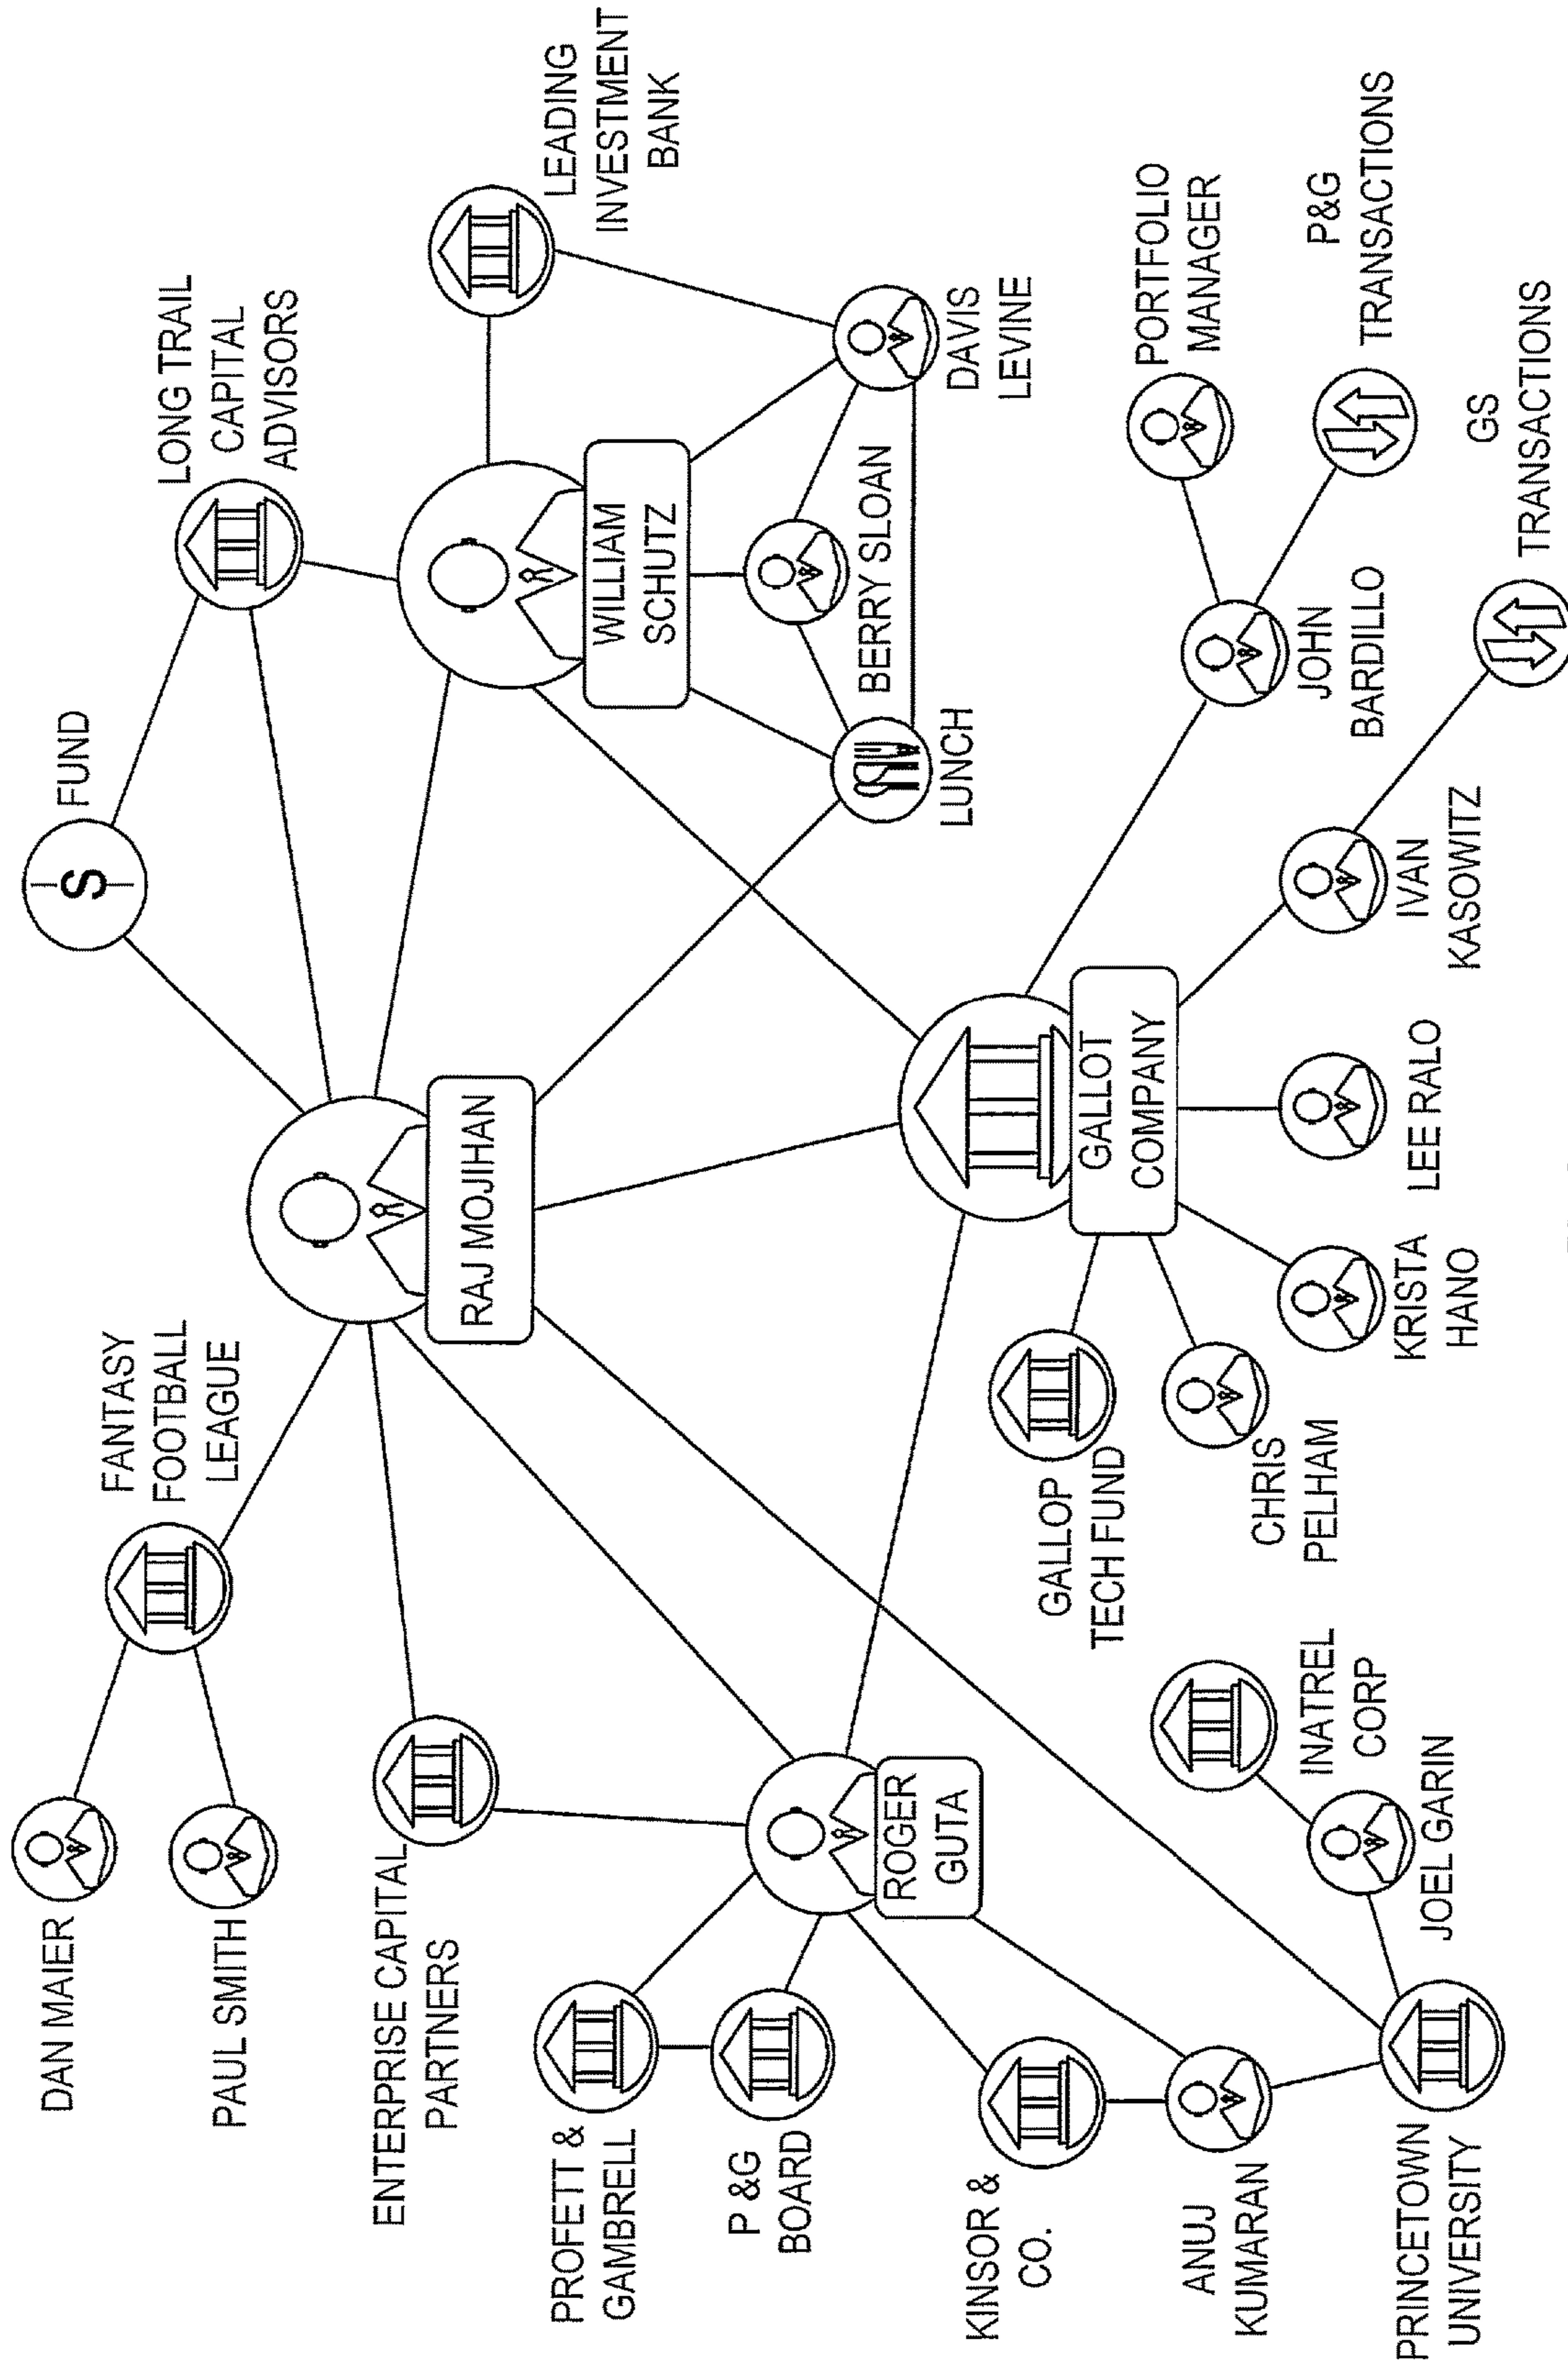 DAN MAIER
PAUL SMITH
FANTASY
FOOTBALL
LEAGUE
FUND
LONG TRAIL
CAPITAL
ADVISORS
LEADING
INVESTMENT
BANK
ENTERPRISE CAPITAL
PARTNERS
RAJ MOJIHAN
WILLIAM
SCHUTZ
PROFETT &
GAMBRELL
P &G
BOARD
ROGER
GUTA
BERRY SLOAN
DAVIS
LEVINE
LUNCH
KINSOR &
CO.
GALLOT
COMPANY
GALLOP
TECH FUND
PORTFOLIO
MANAGER
ANUJ
KUMARAN
INATREL
CORP
CHRIS
PELHAM
JOHN
BARDILLO
P&G
TRANSACTIONS
PRINCETOWN
UNIVERSITY
JOEL GARIN
KRISTA
HANO
LEE RALO
IVAN
KASOWITZ
GS
TRANSACTIONS